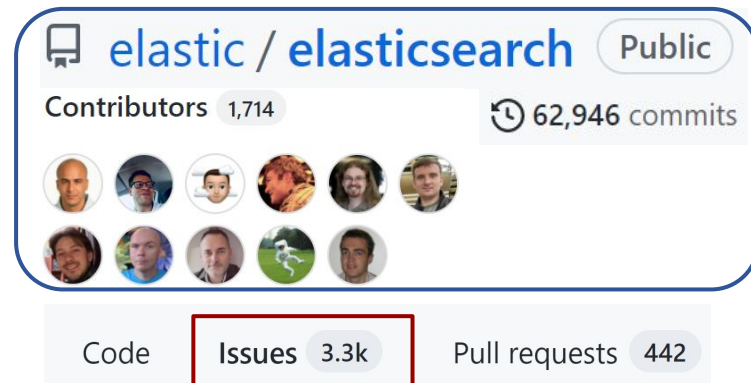 elastic / elasticsearch Public
Contributors 1,714
62,946 commits
Code Issues 3.3k Pull requests 442